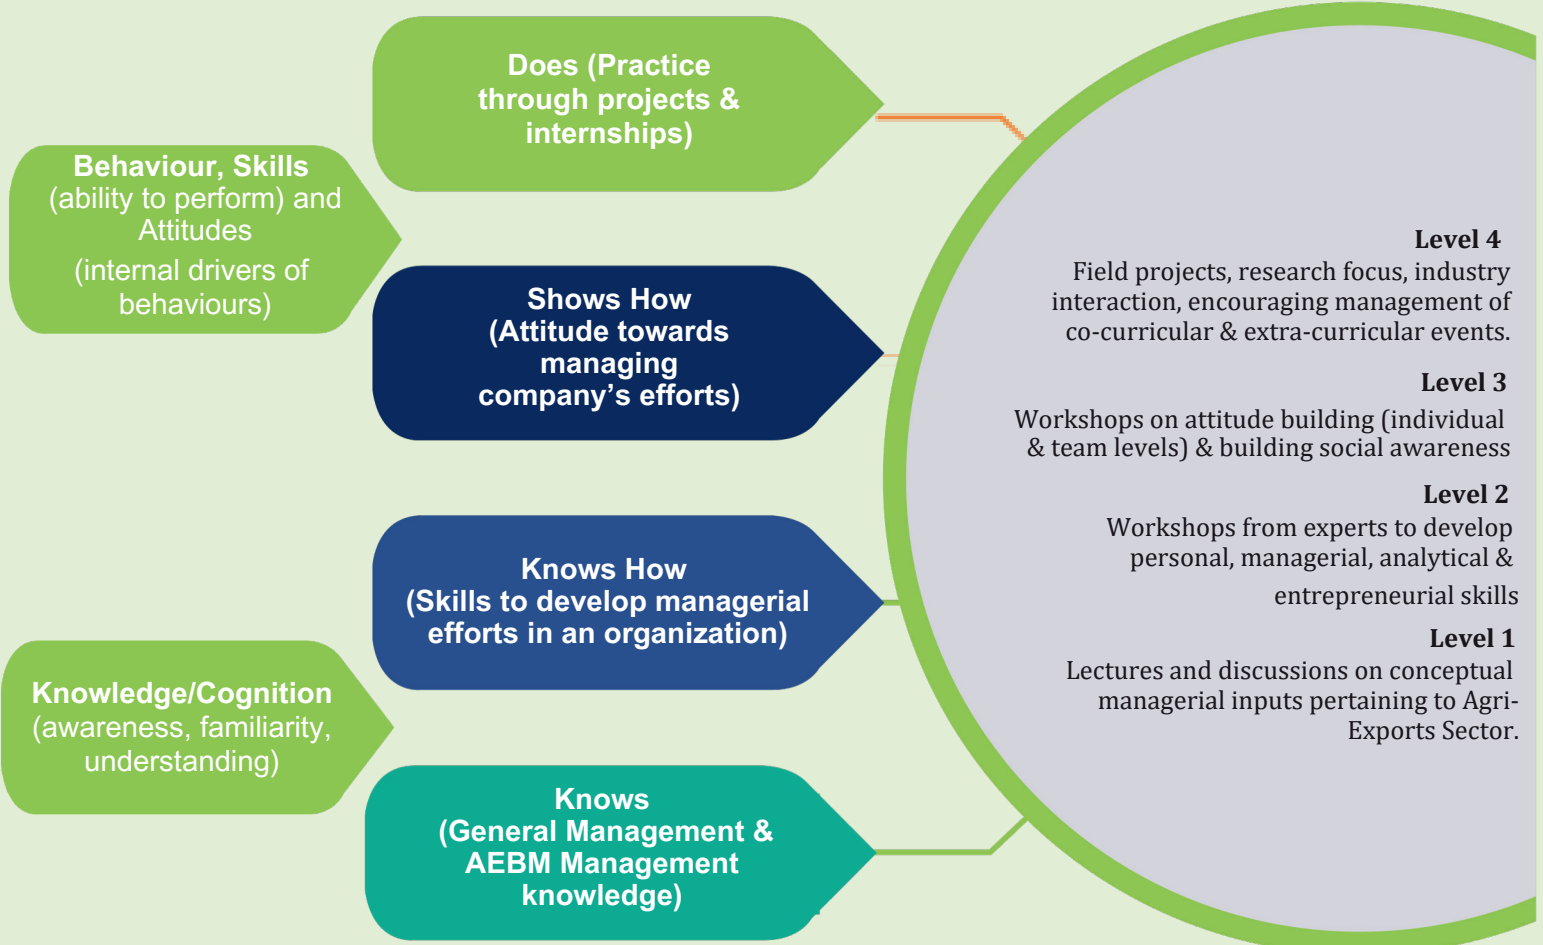 Does (Practice
through projects &
internships)
Behaviour, Skills
(ability to perform) and
Attitudes
(internal drivers of
behaviours)
Shows How
(Attitude towards
managing
company’s efforts)
Knows How
(Skills to develop managerial
efforts in an organization)
Knowledge/Cognition
(awareness, familiarity,
understanding)
Knows
(General Management &
AEBM Management
knowledge)
Level 4
Field projects, research focus, industry
interaction, encouraging management of
co-curricular & extra-curricular events.
Level 3
Workshops on attitude building (individual
& team levels) & building social awareness
Level 2
Workshops from experts to develop
personal, managerial, analytical &
entrepreneurial skills
Level 1
Lectures and discussions on conceptual
managerial inputs pertaining to Agri-
Exports Sector.